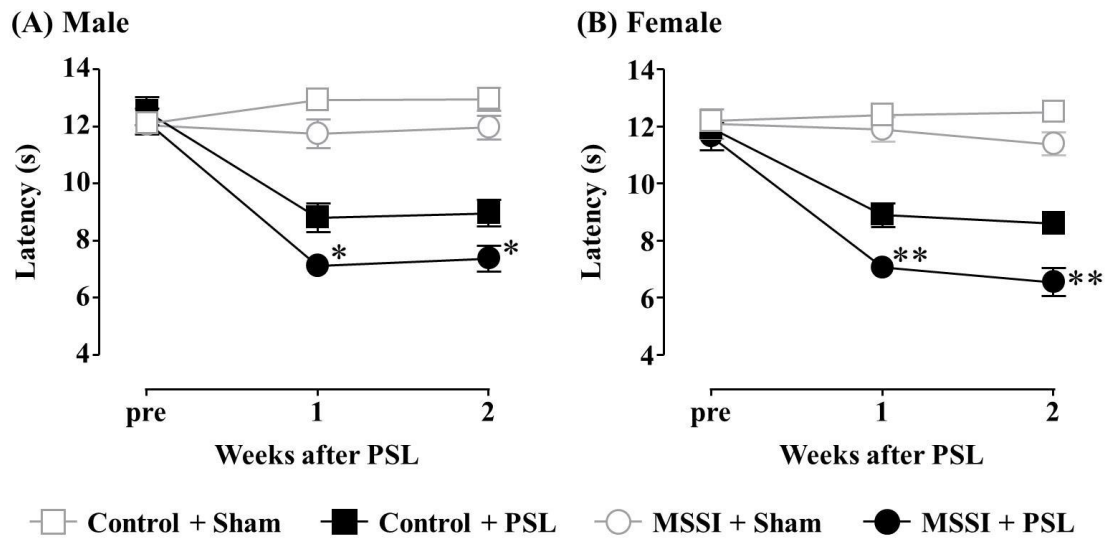 (A) Male
14
12
10
8
6
4
Latency (s)
*
*
pre
1
2
Weeks after PSL
(B) Female
14
12
10
8
6
4
Latency (s)
**
**
pre
1
2
Weeks after PSL
Control + Sham
Control + PSL
MSSI + Sham
MSSI + PSL